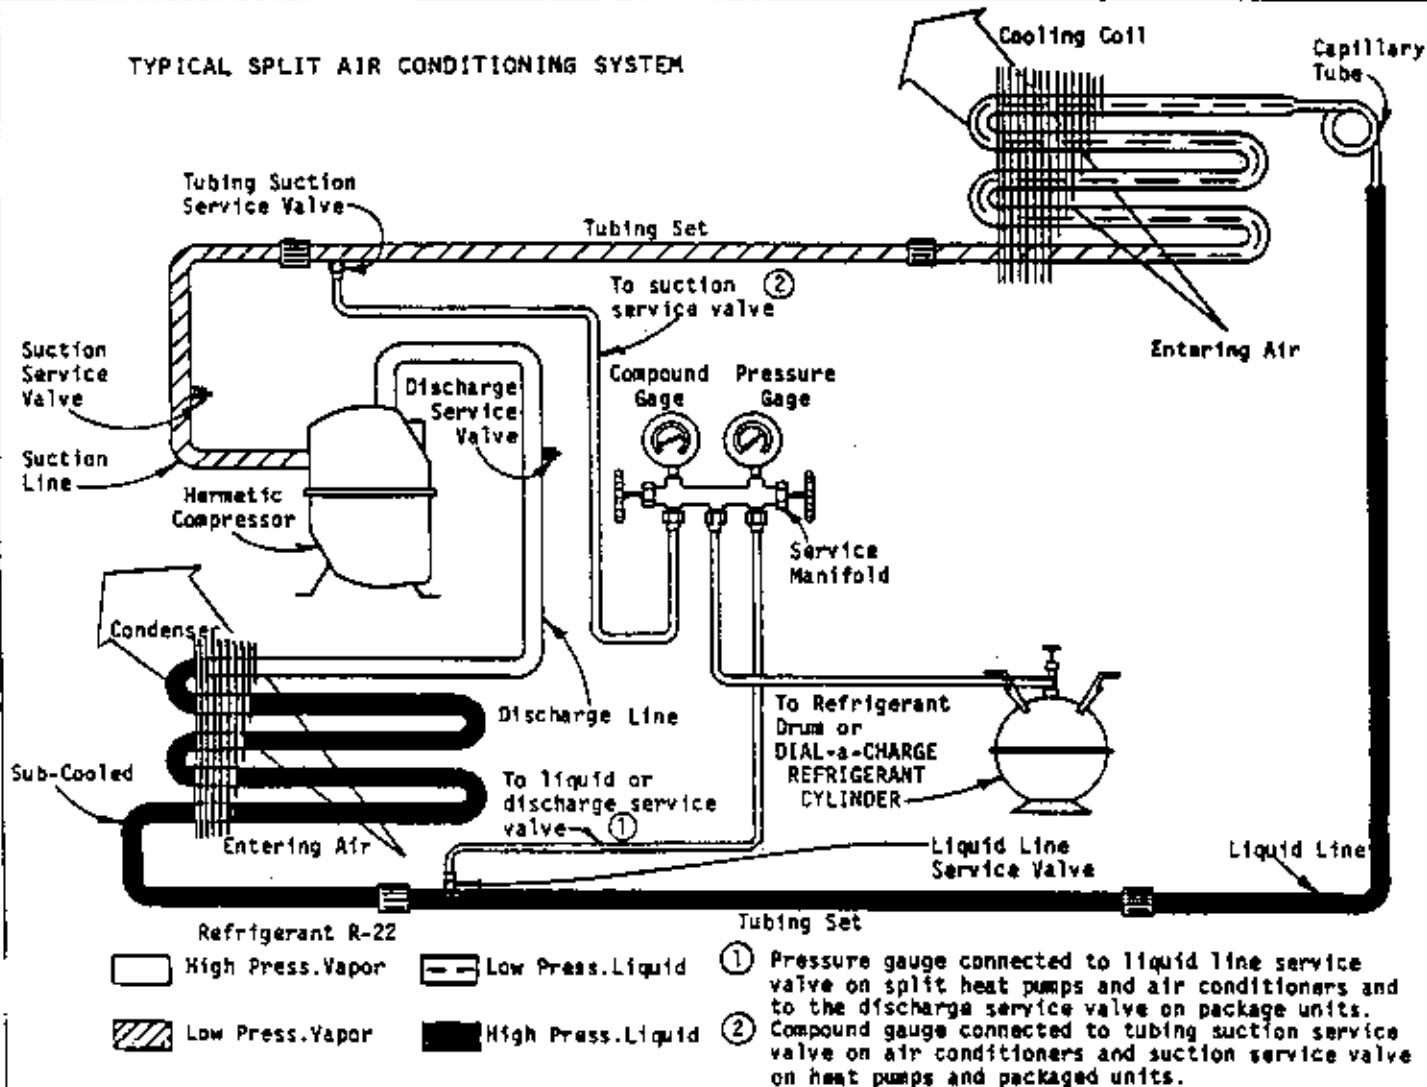 TYPICAL SPLIT AIR CONDITIONING SYSTEM
Cooling Coil
Capillary
Tube
Tubing Suction
Service Valve
Tubing Set
To suction ②
service valve
Entering Air
Suction
Service
Valve
Discharge
Service
Valve
Compound
Gage
Pressure
Gage
Suction
Line
Hermetic
Compressor
Service
Manifold
Condenser
Discharge Line
To Refrigerant
Drum or
DIAL-a-CHARGE
REFRIGERANT
CYLINDER
Sub-Cooled
To liquid or
discharge service
valve ①
Entering Air
Liquid Line
Service Valve
Liquid Line
Tubing Set
Refrigerant R-22
High Press.Vapor
Low Press.Liquid
Low Press.Vapor
High Press.Liquid
① Pressure gauge connected to liquid line service
valve on split heat pumps and air conditioners and
to the discharge service valve on package units.
② Compound gauge connected to tubing suction service
valve on air conditioners and suction service valve
on heat pumps and packaged units.